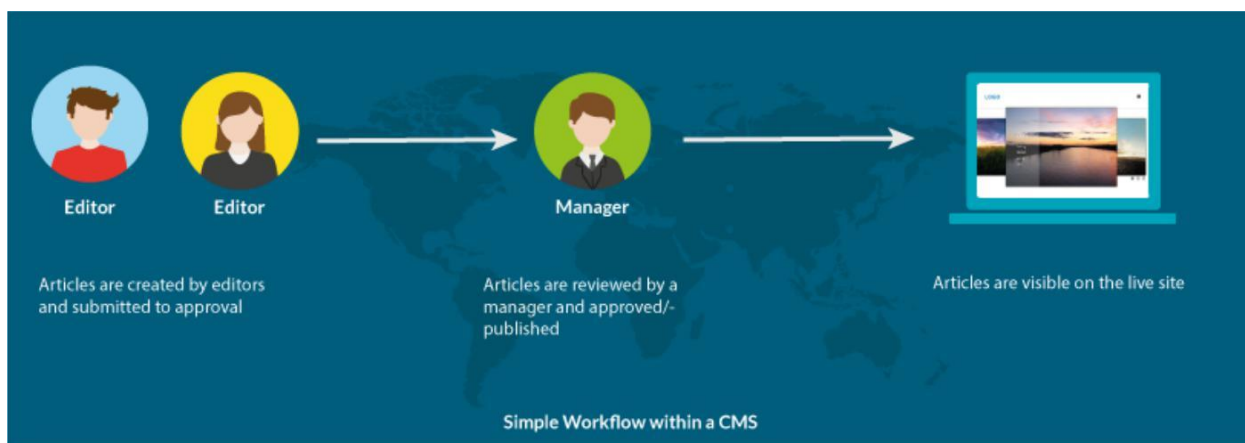 LOGO
Editor
Editor
Manager
Articles are created by editors
and submitted to approval
Articles are reviewed by a
manager and approved/-
published
Articles are visible on the live site
Simple Workflow within a CMS